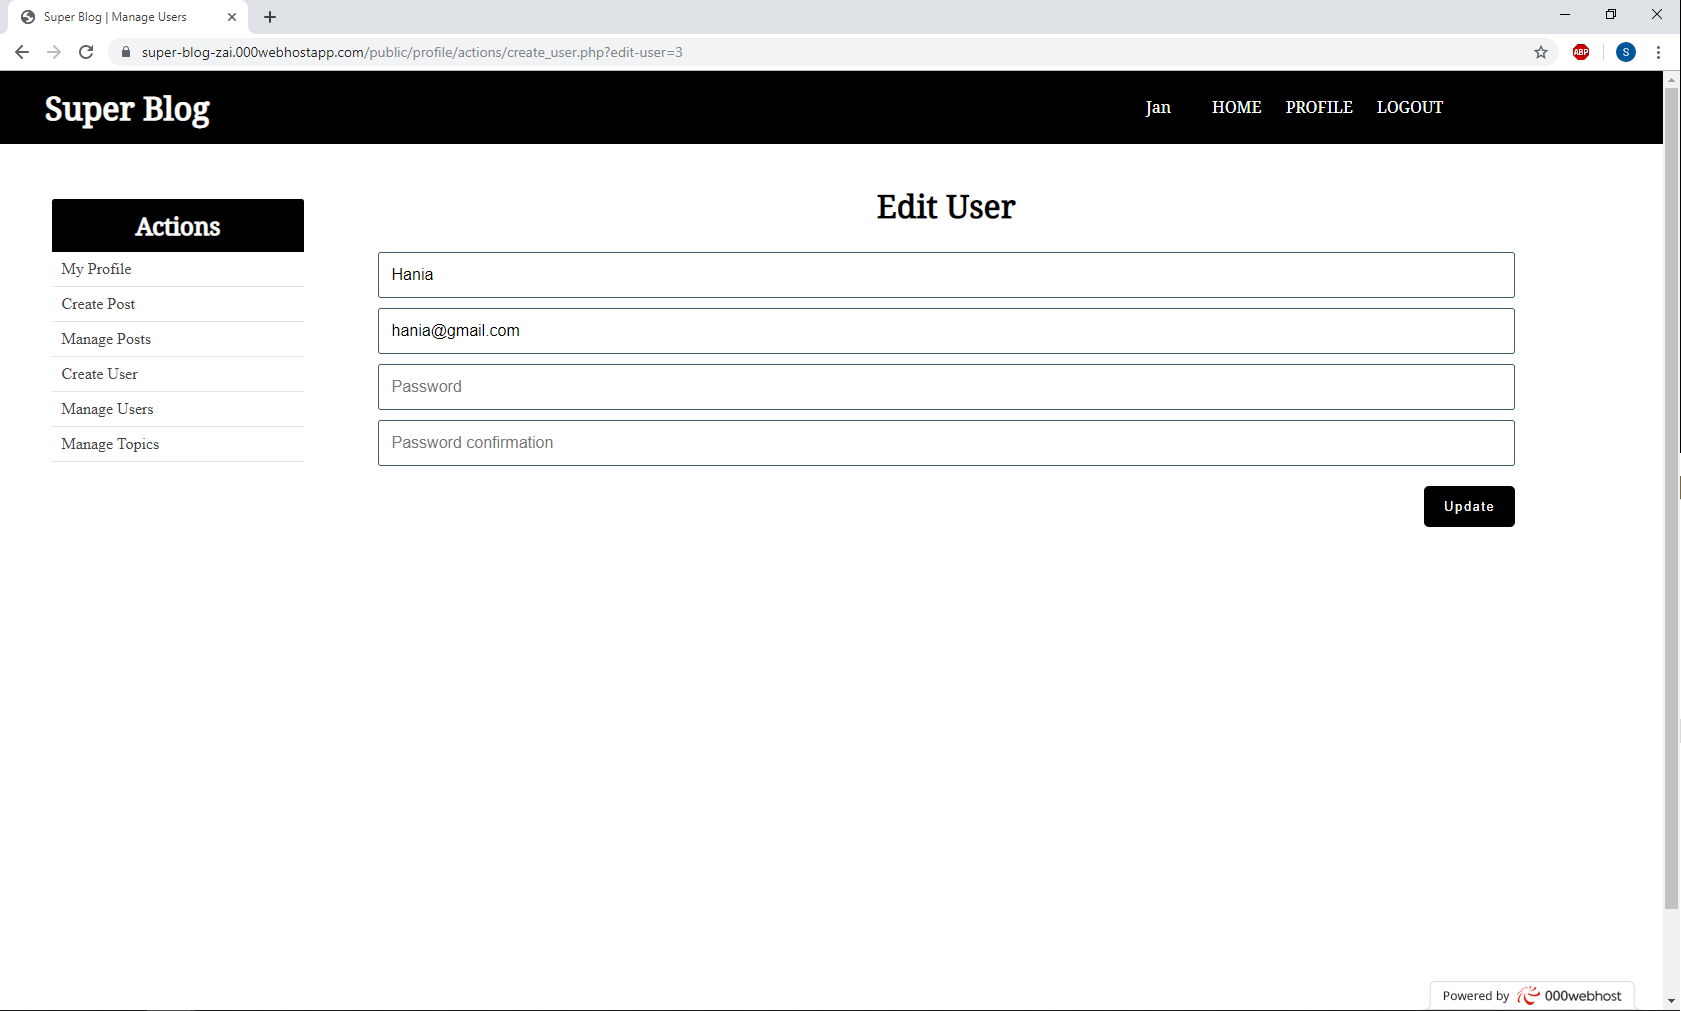 Super Blog | Manage Users
super-blog-zai.000webhostapp.com/public/profile/actions/create_user.php?edit-user=3
ABP
S
Super Blog
Jan HOME PROFILE LOGOUT
Actions
My Profile
Create Post
Manage Posts
Create User
Manage Users
Manage Topics
Edit User
Hania
hania@gmail.com
Password
Password confirmation
Update
Powered by 000webhost